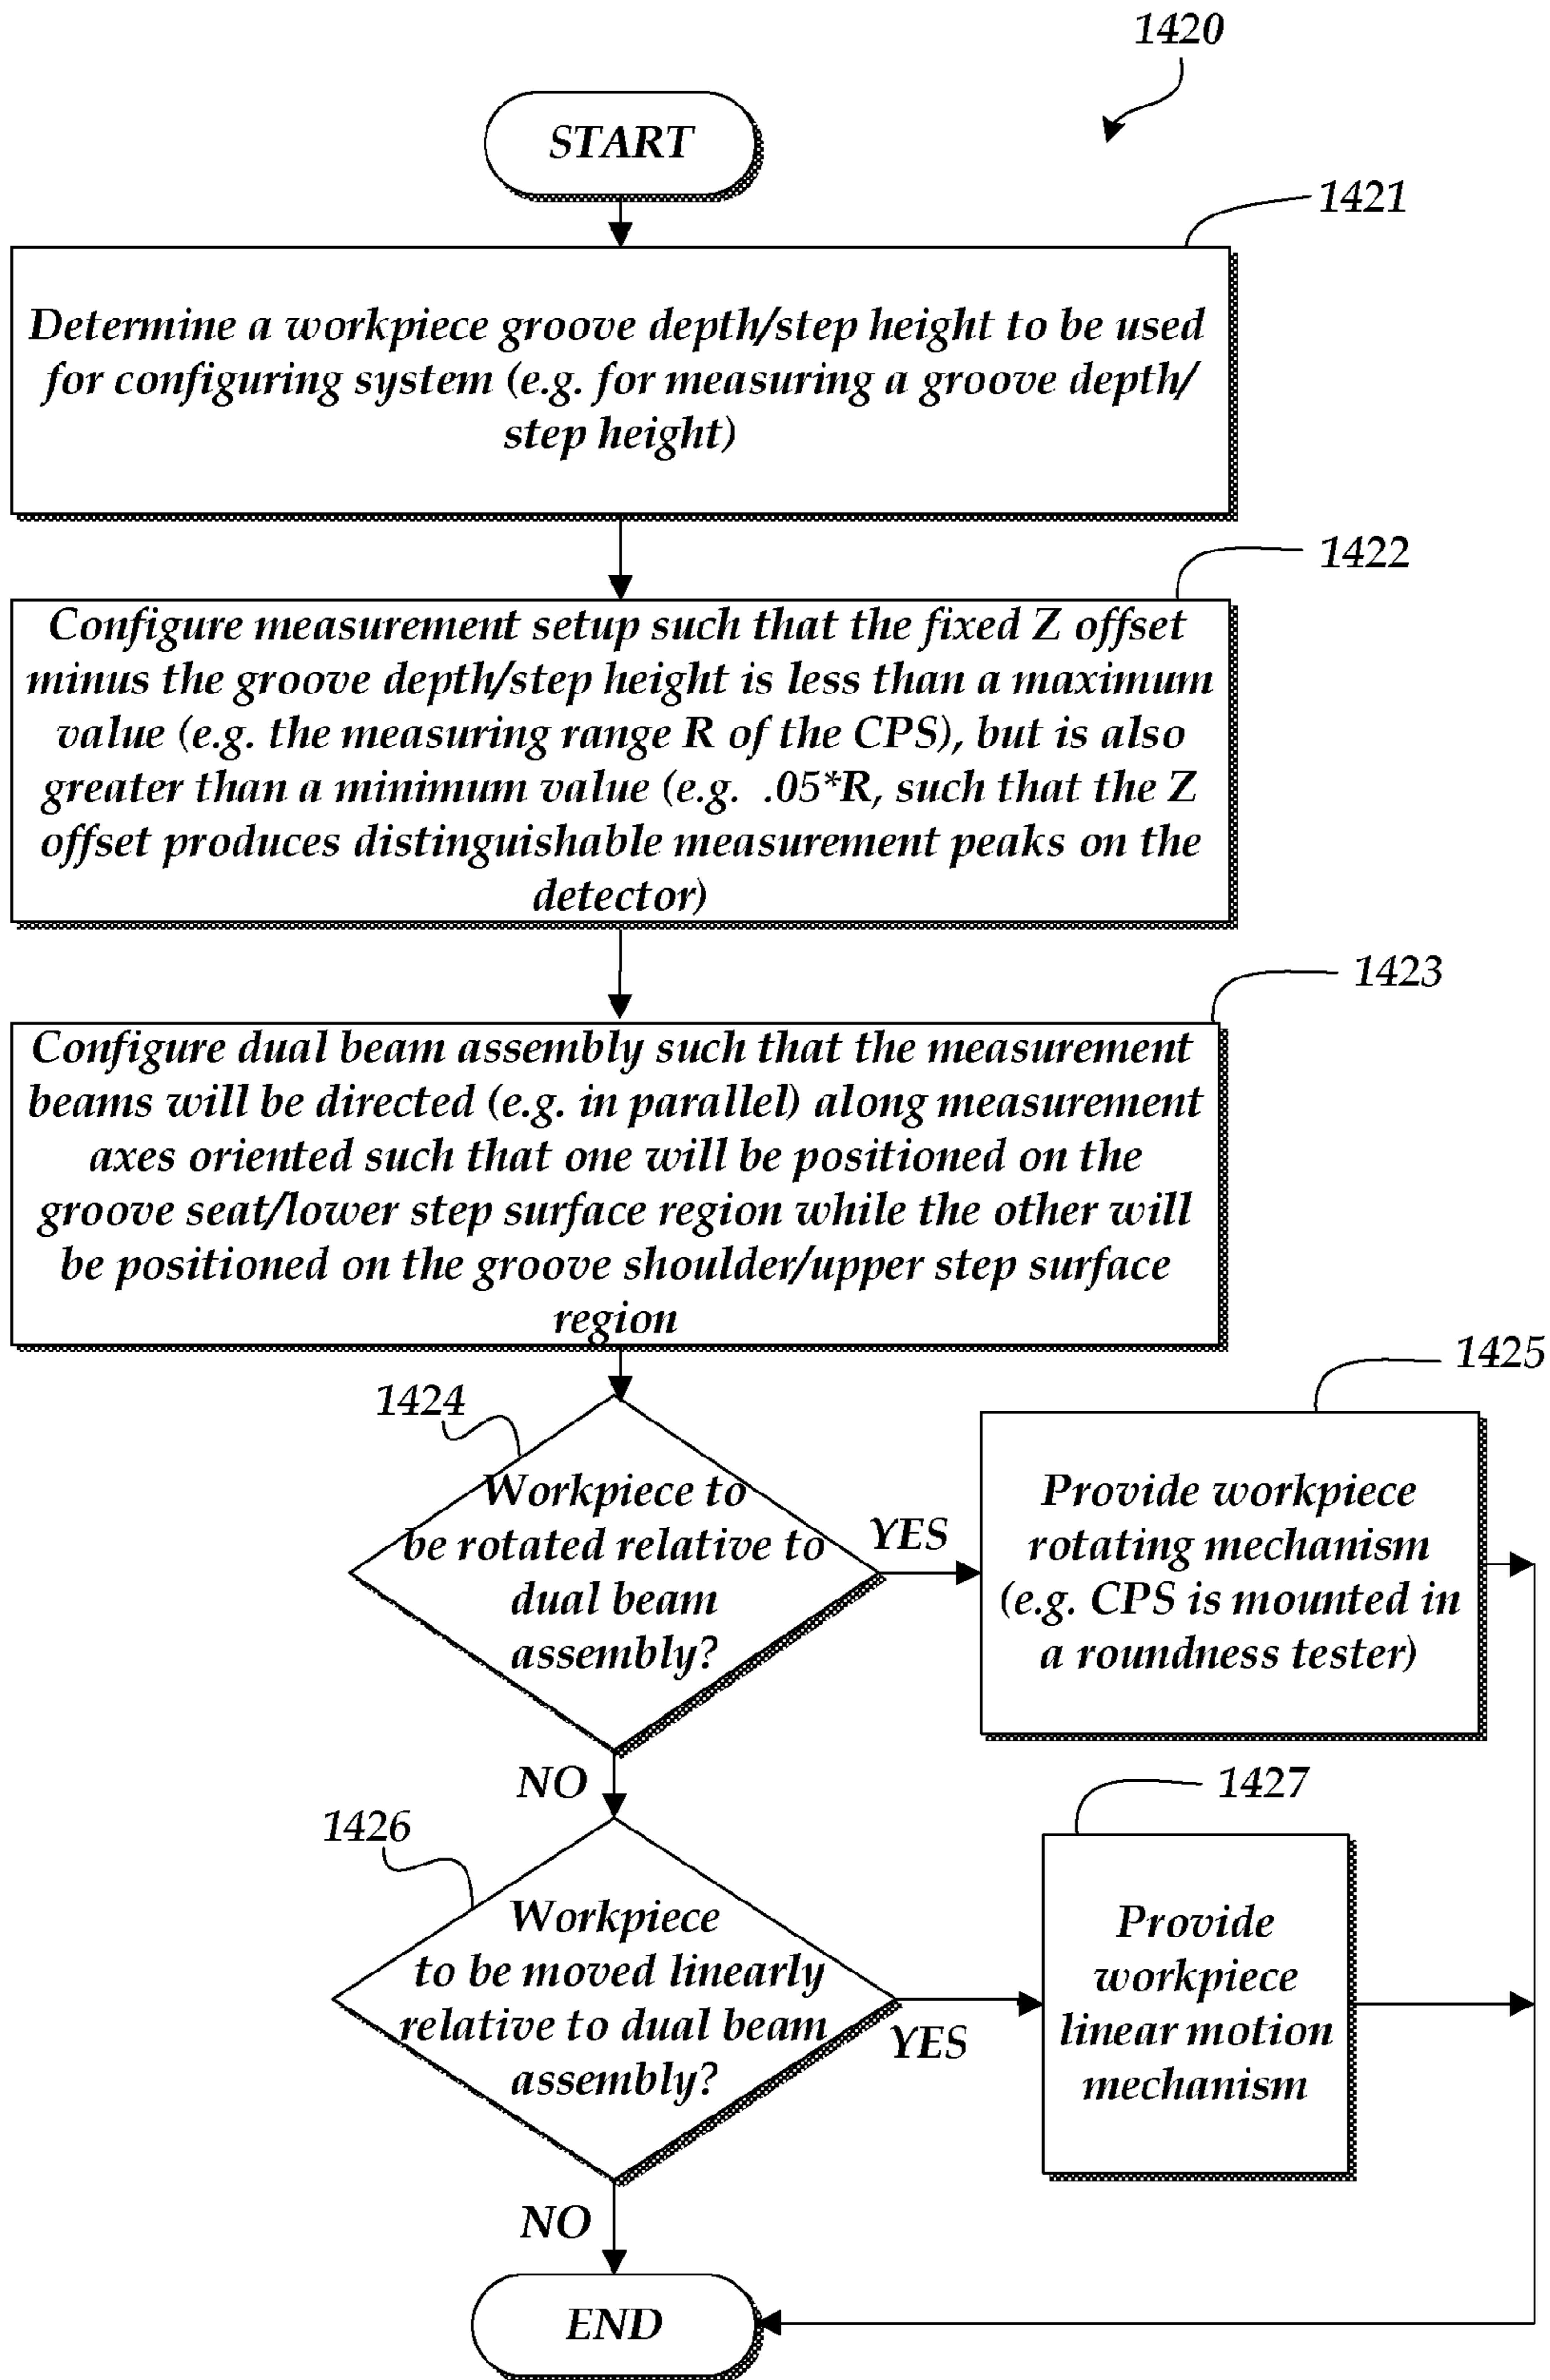 1420
START
1421
Determine a workpiece groove depth/step height to be used
for configuring system (e.g. for measuring a groove depth/
step height)
1422
Configure measurement setup such that the fixed Z offset
minus the groove depth/step height is less than a maximum
value (e.g. the measuring range R of the CPS), but is also
greater than a minimum value (e.g. .05*R, such that the Z
offset produces distinguishable measurement peaks on the
detector)
1423
Configure dual beam assembly such that the measurement
beams will be directed (e.g. in parallel) along measurement
axes oriented such that one will be positioned on the
groove seat/lower step surface region while the other will
be positioned on the groove shoulder/upper step surface
region
1424
Workpiece to
be rotated relative to
dual beam
assembly?
YES
NO
1425
Provide workpiece
rotating mechanism
(e.g. CPS is mounted in
a roundness tester)
1426
Workpiece
to be moved linearly
relative to dual beam
assembly?
YES
NO
1427
Provide
workpiece
linear motion
mechanism
END